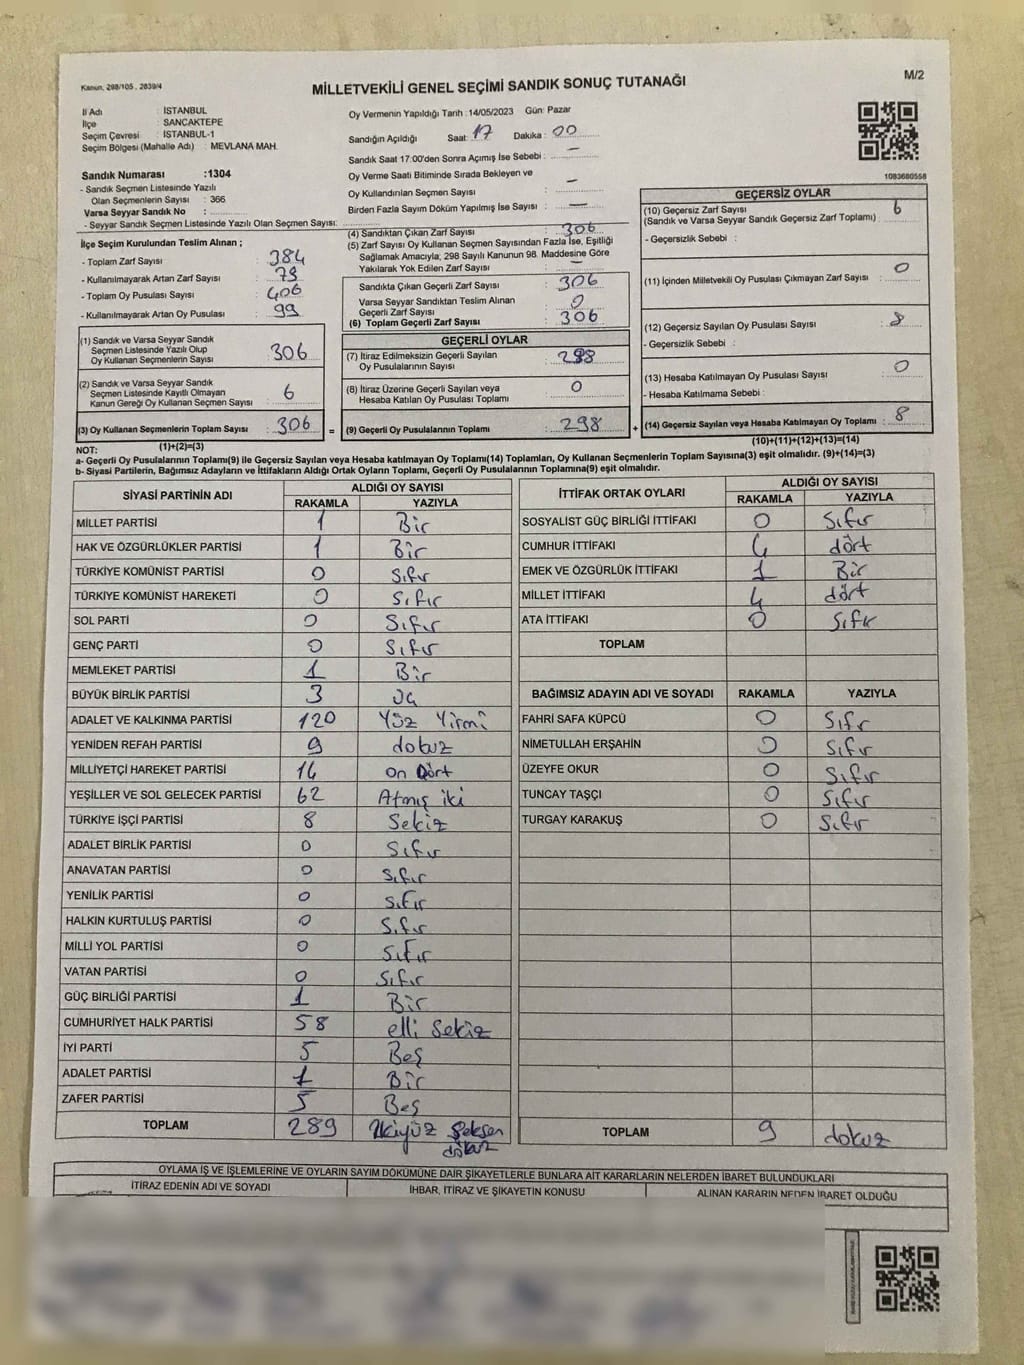 Kanun, 298/105 , 2839/4
MİLLETVEKİLİ GENEL SEÇİMİ SANDIK SONUÇ TUTANAĞI
M/2
İl Adı : İSTANBUL
İlçe : SANCAKTEPE
Seçim Çevresi : İSTANBUL-1
Seçim Bölgesi (Mahalle Adı) : MEVLANA MAH.
Sandık Numarası :1304
- Sandık Seçmen Listesinde Yazılı
Olan Seçmenlerin Sayısı : 366
Varsa Seyyar Sandık No :
- Seyyar Sandık Seçmen Listesinde Yazılı Olan Seçmen Sayısı:
İlçe Seçim Kurulundan Teslim Alınan ;
- Toplam Zarf Sayısı : 384
- Kullanılmayarak Artan Zarf Sayısı : 79
- Toplam Oy Pusulası Sayısı : 406
- Kullanılmayarak Artan Oy Pusulası : 99
(1) Sandık ve Varsa Seyyar Sandık
Seçmen Listesinde Yazılı Olup
Oy Kullanan Seçmenlerin Sayısı : 306
(2) Sandık ve Varsa Seyyar Sandık
Seçmen Listesinde Kayıtlı Olmayan
Kanun Gereği Oy Kullanan Seçmen Sayısı : 6
(3) Oy Kullanan Seçmenlerin Toplam Sayısı : 306 =
Oy Vermenin Yapıldığı Tarih :14/05/2023 Gün: Pazar
Sandığın Açıldığı Saat: 17 Dakika : 00
Sandık Saat 17:00'den Sonra Açımış İse Sebebi : —
Oy Verme Saati Bitiminde Sırada Bekleyen ve
Oy Kullandırılan Seçmen Sayısı : —
Birden Fazla Sayım Döküm Yapılmış İse Sayısı : —
(4) Sandıktan Çıkan Zarf Sayısı : 306
(5) Zarf Sayısı Oy Kullanan Seçmen Sayısından Fazla İse, Eşitliği
Sağlamak Amacıyla, 298 Sayılı Kanunun 98. Maddesine Göre
Yakılarak Yok Edilen Zarf Sayısı : —
Sandıkta Çıkan Geçerli Zarf Sayısı : 306
Varsa Seyyar Sandıktan Teslim Alınan
Geçerli Zarf Sayısı : 0
(6) Toplam Geçerli Zarf Sayısı : 306
GEÇERLİ OYLAR
(7) İtiraz Edilmeksizin Geçerli Sayılan
Oy Pusulalarının Sayısı : 298
(8) İtiraz Üzerine Geçerli Sayılan veya
Hesaba Katılan Oy Pusulası Toplamı : 0
(9) Geçerli Oy Pusulalarının Toplamı : 298 +
1083680558
GEÇERSİZ OYLAR
(10) Geçersiz Zarf Sayısı : 6
(Sandık ve Varsa Seyyar Sandık Geçersiz Zarf Toplamı)
- Geçersizlik Sebebi :
(11) İçinden Milletvekili Oy Pusulası Çıkmayan Zarf Sayısı : 0
(12) Geçersiz Sayılan Oy Pusulası Sayısı : 8
- Geçersizlik Sebebi :
(13) Hesaba Katılmayan Oy Pusulası Sayısı : 0
- Hesaba Katılmama Sebebi :
(14) Geçersiz Sayılan veya Hesaba Katılmayan Oy Toplamı : 8
NOT: (1)+(2)=(3) (10)+(11)+(12)+(13)=(14)
a- Geçerli Oy Pusulalarının Toplamı(9) ile Geçersiz Sayılan veya Hesaba katılmayan Oy Toplamı(14) Toplamları, Oy Kullanan Seçmenlerin Toplam Sayısına(3) eşit olmalıdır. (9)+(14)=(3)
b- Siyasi Partilerin, Bağımsız Adayların ve İttifakların Aldığı Ortak Oyların Toplamı, Geçerli Oy Pusulalarının Toplamına(9) eşit olmalıdır.
SİYASİ PARTİNİN ADI ALDIĞI OY SAYISI
RAKAMLA YAZIYLA
MİLLET PARTİSİ 1 Bir
HAK VE ÖZGÜRLÜKLER PARTİSİ 1 Bir
TÜRKİYE KOMÜNİST PARTİSİ 0 Sıfır
TÜRKİYE KOMÜNİST HAREKETİ 0 Sıfır
SOL PARTİ 0 Sıfır
GENÇ PARTİ 0 Sıfır
MEMLEKET PARTİSİ 1 Bir
BÜYÜK BİRLİK PARTİSİ 3 Üç
ADALET VE KALKINMA PARTİSİ 120 Yüz Yirmi
YENİDEN REFAH PARTİSİ 9 dokuz
MİLLİYETÇİ HAREKET PARTİSİ 14 on Dört
YEŞİLLER VE SOL GELECEK PARTİSİ 62 Atmış iki
TÜRKİYE İŞÇİ PARTİSİ 8 Sekiz
ADALET BİRLİK PARTİSİ 0 Sıfır
ANAVATAN PARTİSİ 0 Sıfır
YENİLİK PARTİSİ 0 Sıfır
HALKIN KURTULUŞ PARTİSİ 0 Sıfır
MİLLİ YOL PARTİSİ 0 Sıfır
VATAN PARTİSİ 0 Sıfır
GÜÇ BİRLİĞİ PARTİSİ 1 Bir
CUMHURİYET HALK PARTİSİ 58 elli Sekiz
İYİ PARTİ 5 Beş
ADALET PARTİSİ 1 Bir
ZAFER PARTİSİ 5 Beş
TOPLAM 289 İkiyüz Şeksen
dokuz
İTTİFAK ORTAK OYLARI ALDIĞI OY SAYISI
RAKAMLA YAZIYLA
SOSYALİST GÜÇ BİRLİĞİ İTTİFAKI 0 Sıfır
CUMHUR İTTİFAKI 4 dört
EMEK VE ÖZGÜRLÜK İTTİFAKI 1 Bir
MİLLET İTTİFAKI 4 dört
ATA İTTİFAKI 0 Sıfır
TOPLAM
BAĞIMSIZ ADAYIN ADI VE SOYADI RAKAMLA YAZIYLA
FAHRİ SAFA KÜPCÜ 0 Sıfır
NİMETULLAH ERŞAHİN 0 Sıfır
ÜZEYFE OKUR 0 Sıfır
TUNCAY TAŞÇI 0 Sıfır
TURGAY KARAKUŞ 0 Sıfır
TOPLAM 9 dokuz
OYLAMA İŞ VE İŞLEMLERİNE VE OYLARIN SAYIM DÖKÜMÜNE DAİR ŞİKAYETLERLE BUNLARA AİT KARARLARIN NELERDEN İBARET BULUNDUKLARI
İTİRAZ EDENİN ADI VE SOYADI İHBAR, İTİRAZ VE ŞİKAYETİN KONUSU ALINAN KARARIN NEDEN İBARET OLDUĞU